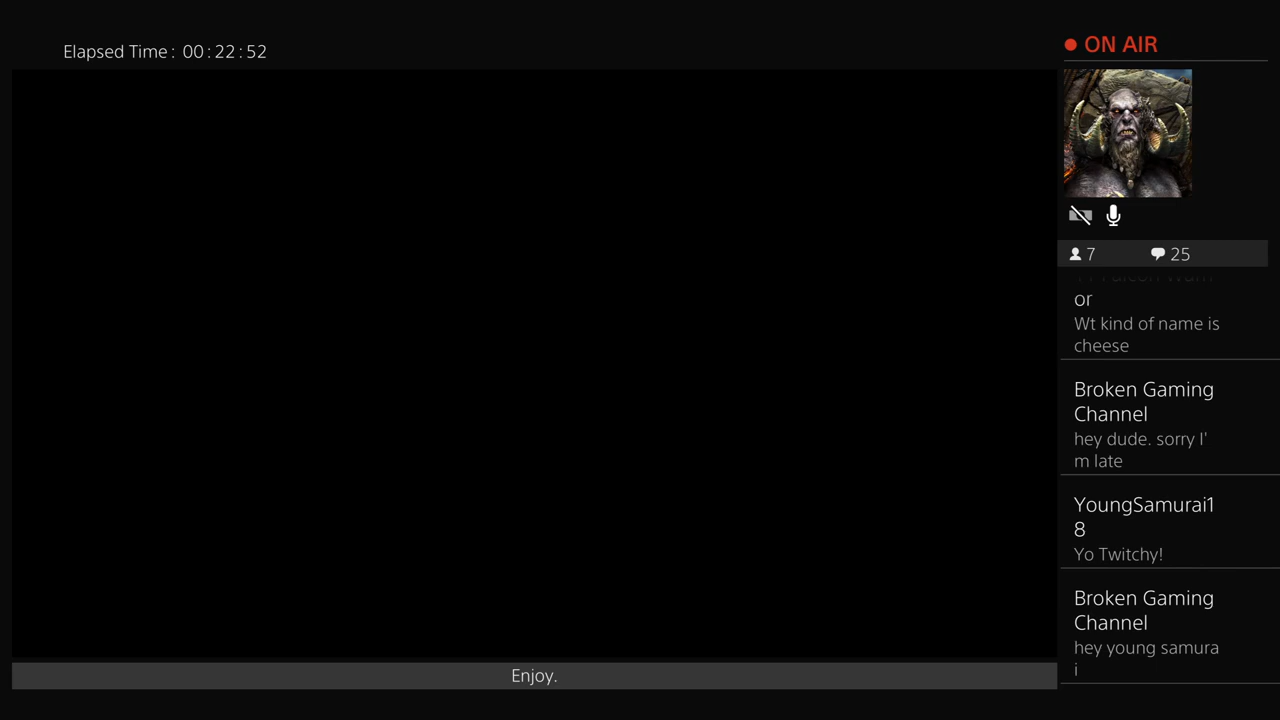 Elapsed Time: 00:22:52
ON AIR
7 25
or
Wt kind of name is
cheese
Broken Gaming
Channel
hey dude. sorry I'
m late
YoungSamurai1
8
Yo Twitchy!
Broken Gaming
Channel
hey young samura
i
Enjoy.